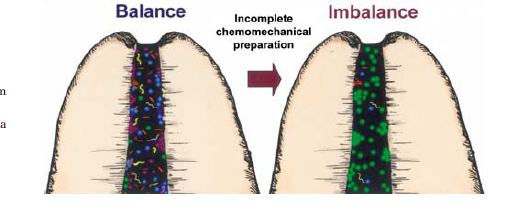 Balance
Incomplete
chemomechanical
preparation
Imbalance
a